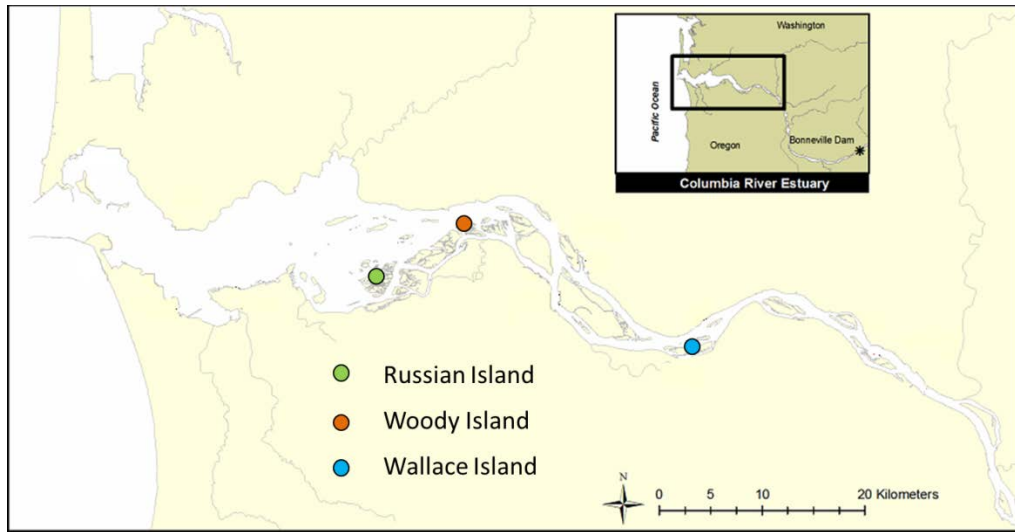 Washington
Pacific Ocean
Bonneville Dam
Oregon
Columbia River Estuary
Russian Island
Woody Island
Wallace Island
N
0 5 10 20 Kilometers